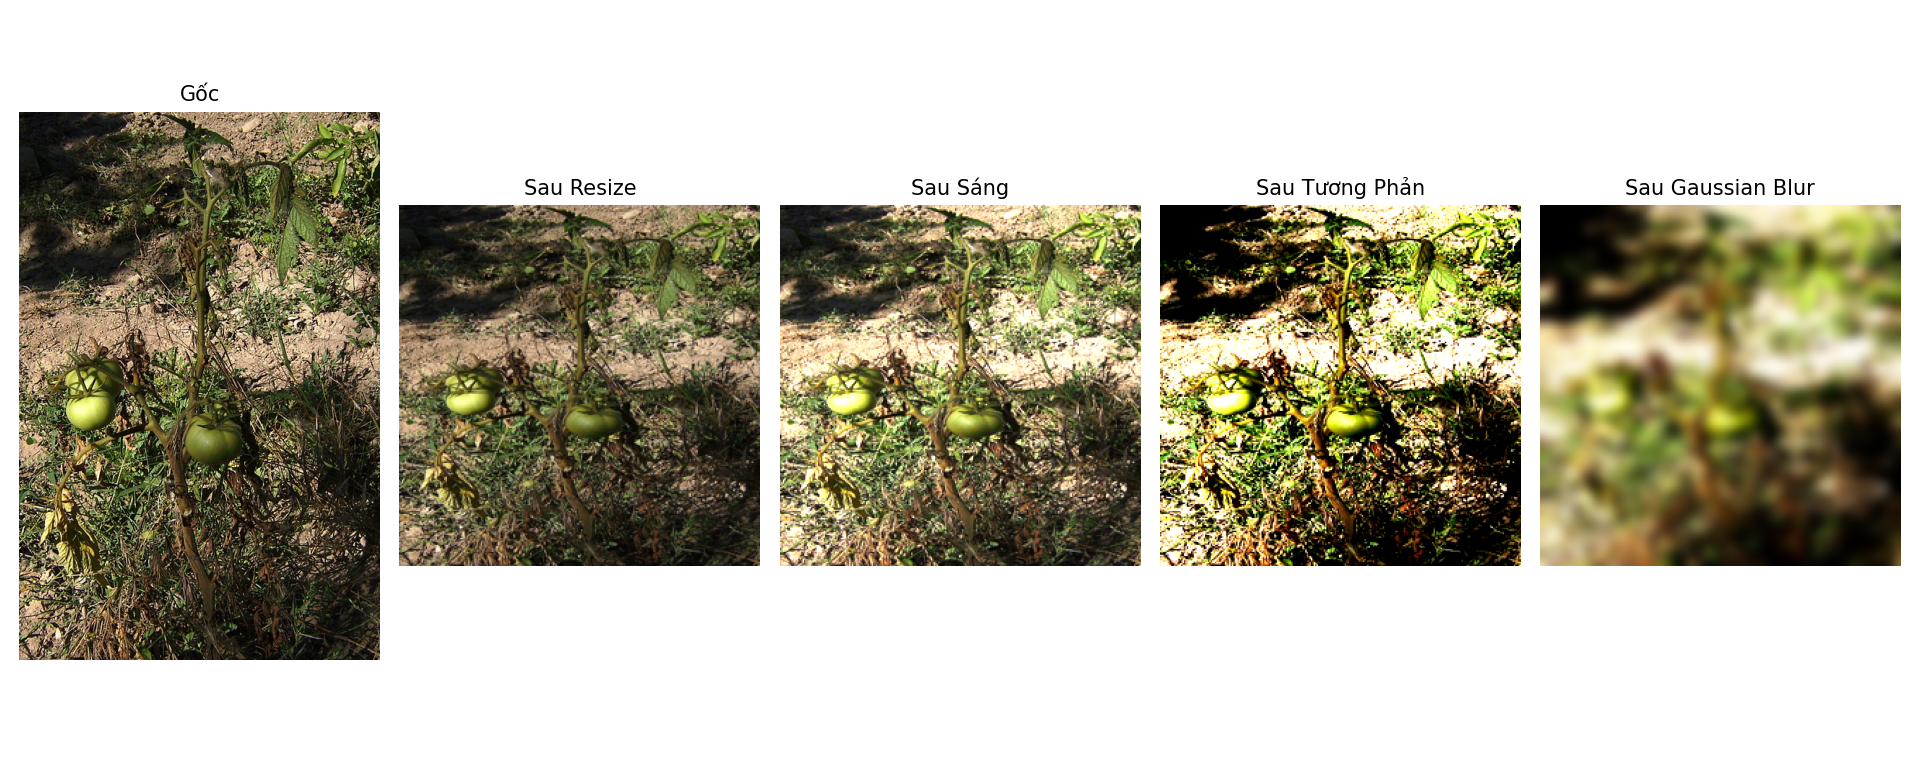 Gốc
Sau Resize
Sau Sáng
Sau Tương Phản
Sau Gaussian Blur